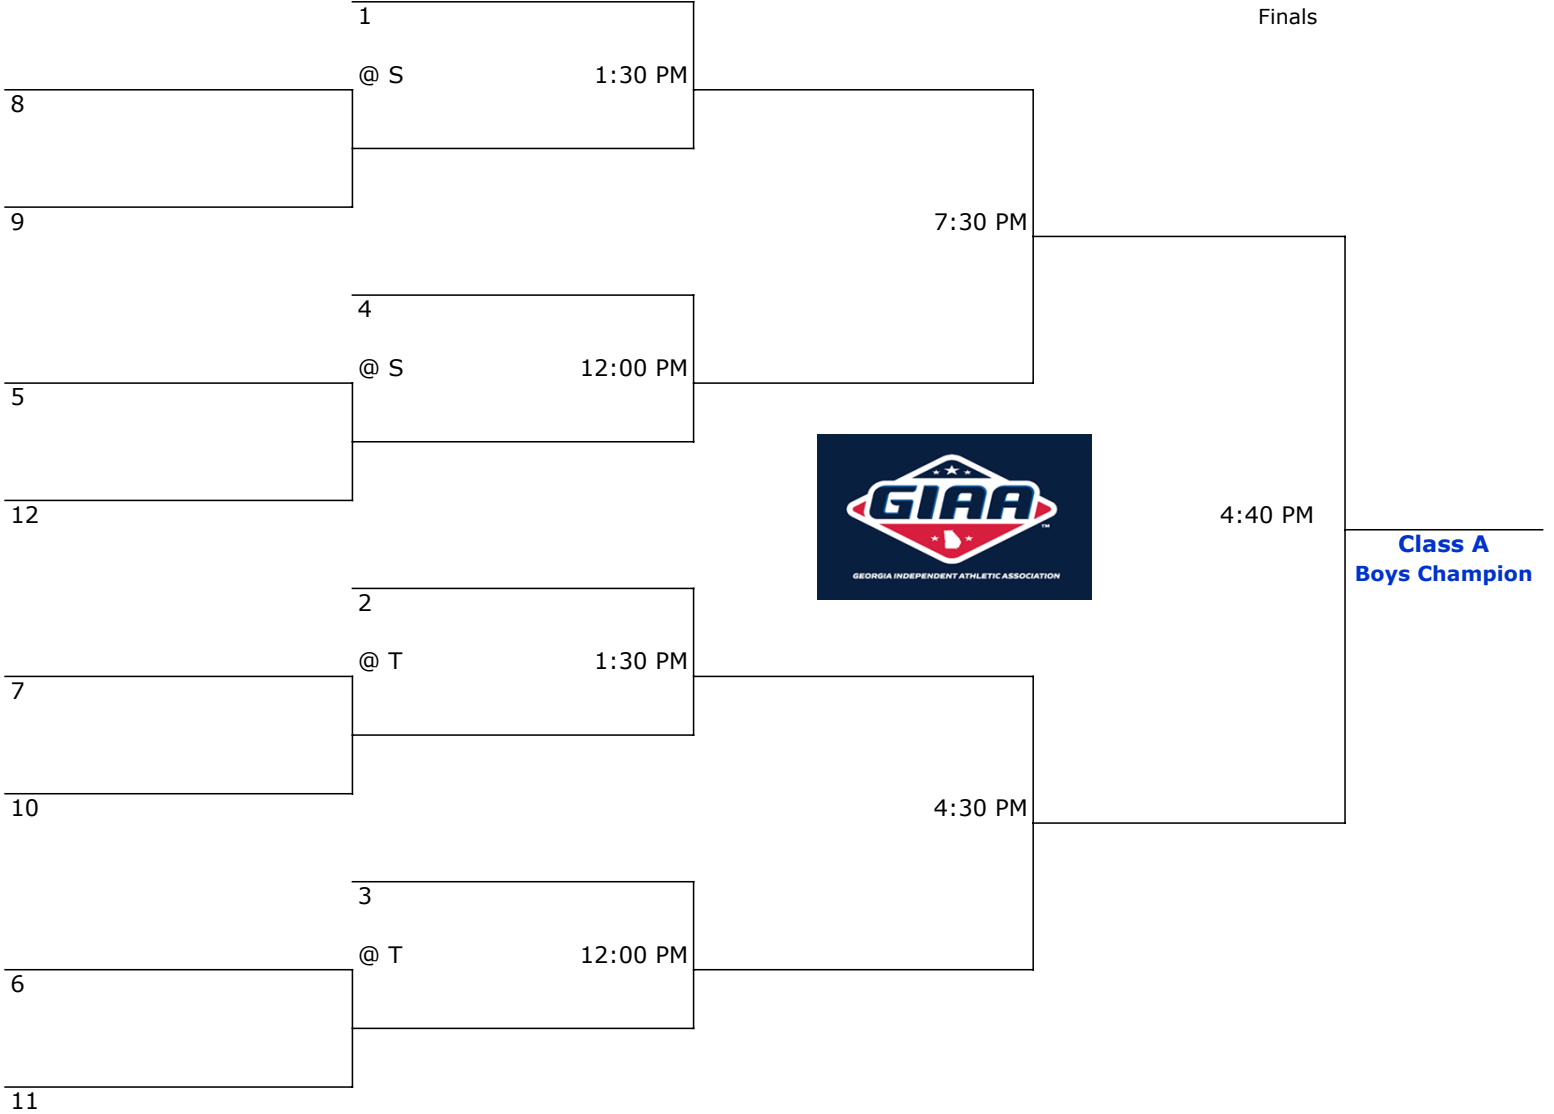 1
Finals
@ S 1:30 PM
8
9
7:30 PM
4
@ S 12:00 PM
5
12
GIAA
TM
GEORGIA INDEPENDENT ATHLETIC ASSOCIATION
4:40 PM
Class A
Boys Champion
2
@ T 1:30 PM
7
10
4:30 PM
3
@ T 12:00 PM
6
11